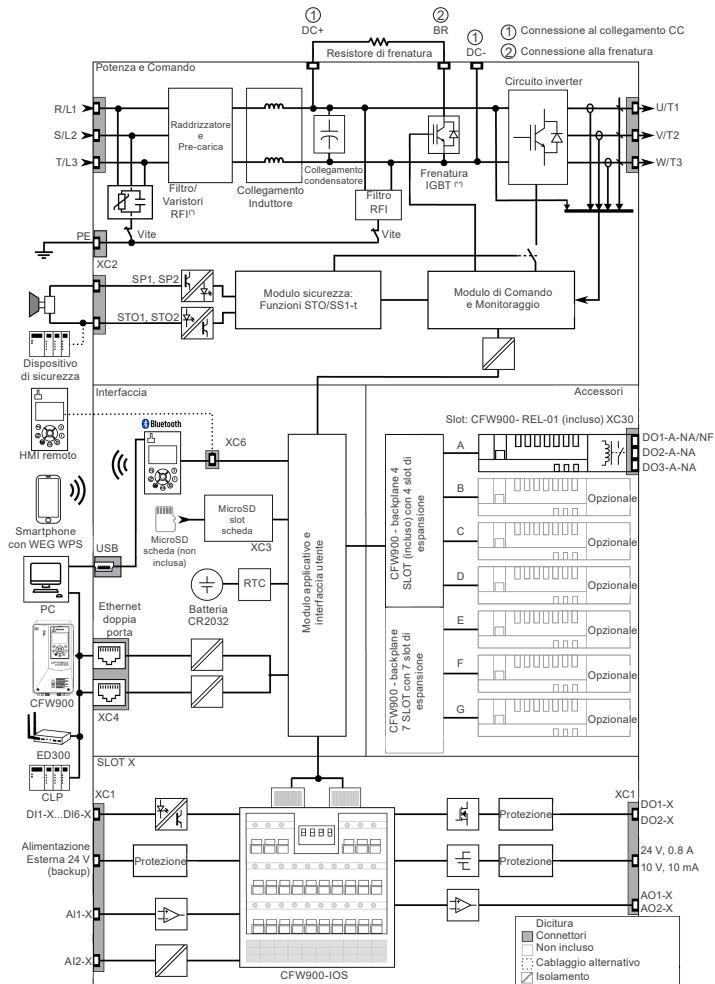 ① DC+
② BR
① DC-
① Connessione al collegamento CC
② Connessione alla frenatura
Resistore di frenatura
Potenza e Comando
Circuito inverter
R/L1
S/L2
T/L3
Raddrizzatore
e
Pre-carica
Collegamento
condensatore
Filtro/
Varistori
RFI(*)
Collegamento
Induttore
Filtro
RFI
Frenatura
IGBT (**)
U/T1
V/T2
W/T3
Vite
Vite
PE
XC2
SP1, SP2
STO1, STO2
Modulo sicurezza:
Funzioni STO/SS1-t
Modulo di Comando
e Monitoraggio
Dispositivo
di sicurezza
Interfaccia
Accessori
HMI remoto
Bluetooth
XC6
Slot: CFW900- REL-01 (incluso) XC30
DO1-A-NA/NF
DO2-A-NA
DO3-A-NA
A
B
Opzionale
C
Opzionale
D
Opzionale
E
Opzionale
F
Opzionale
G
Opzionale
CFW900 - backplane 4
SLOT (incluso) con 4 slot di
espansione
CFW900 - backplane
7 SLOT con 7 slot di
espansione
Modulo applicativo e
interfaccia utente
Smartphone
con WEG WPS
MicroSD
scheda (non
inclusa)
MicroSD
slot
scheda
XC3
USB
PC
Batteria
CR2032
RTC
Ethernet
doppia
porta
CFW900
XC4
ED300
CLP
SLOT X
XC1
DI1-X...DI6-X
Alimentazione
Esterna 24 V
(backup)
Protezione
AI1-X
AI2-X
CFW900-IOS
Protezione
Protezione
XC1
DO1-X
DO2-X
24 V, 0.8 A
10 V, 10 mA
AO1-X
AO2-X
Dicitura
Connettori
Non incluso
Cablaggio alternativo
Isolamento